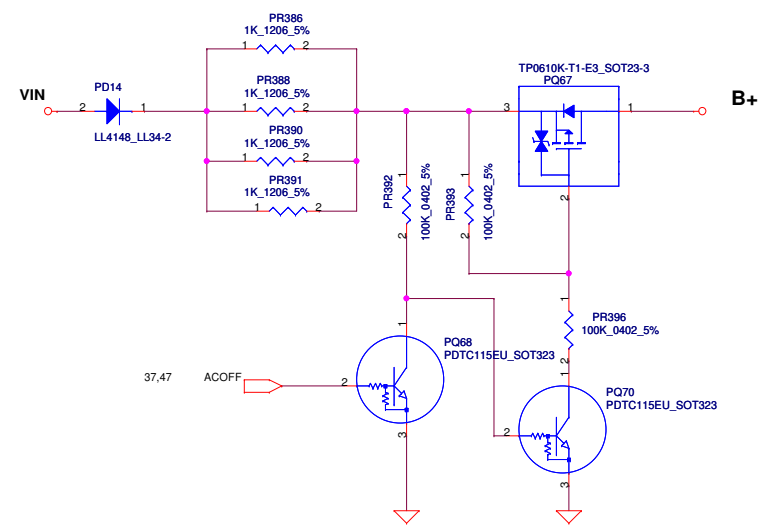 PR386
1K_1206_5%
1 2
TP0610K-T1-E3_SOT23-3
PQ67
VIN
PD14
2 1
LL4148_LL34-2
PR388
1K_1206_5%
1 2
3 1
B+
PR390
1K_1206_5%
1 2
PR391
1K_1206_5%
1 2
1
PR392
100K_0402_5%
2
1
PR393
100K_0402_5%
2
2
1
PR396
100K_0402_5%
2
1
PQ68
PDTC115EU_SOT323
37,47
ACOFF
2
3
1
PQ70
PDTC115EU_SOT323
2
3